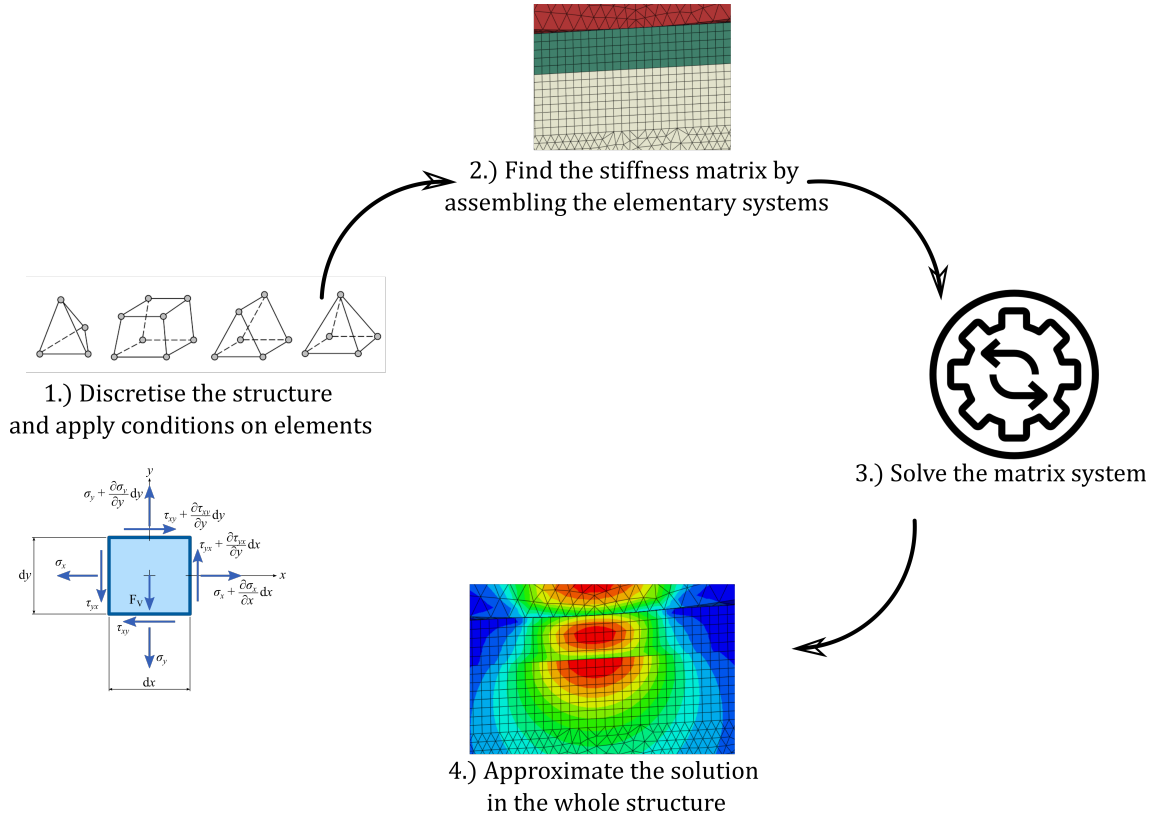 2.) Find the stiffness matrix by
assembling the elementary systems
1.) Discretise the structure
and apply conditions on elements
3.) Solve the matrix system
y
σy + ∂σy/∂y dy
τxy + ∂τxy/∂y dy
τyx + ∂τyx/∂y dx
dy
σx
x
σx + ∂σx/∂x dx
τyx
Fv
τxy
σy
dx
4.) Approximate the solution
in the whole structure